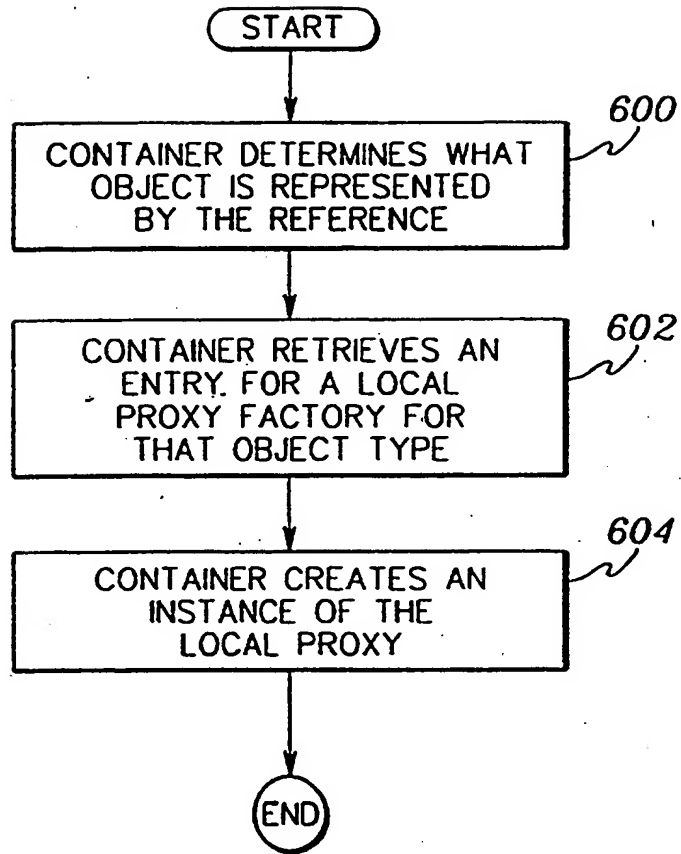 START
600
CONTAINER DETERMINES WHAT
OBJECT IS REPRESENTED
BY THE REFERENCE
602
CONTAINER RETRIEVES AN
ENTRY. FOR A LOCAL
PROXY FACTORY FOR
THAT OBJECT TYPE
604
CONTAINER CREATES AN
INSTANCE OF THE
LOCAL PROXY
END